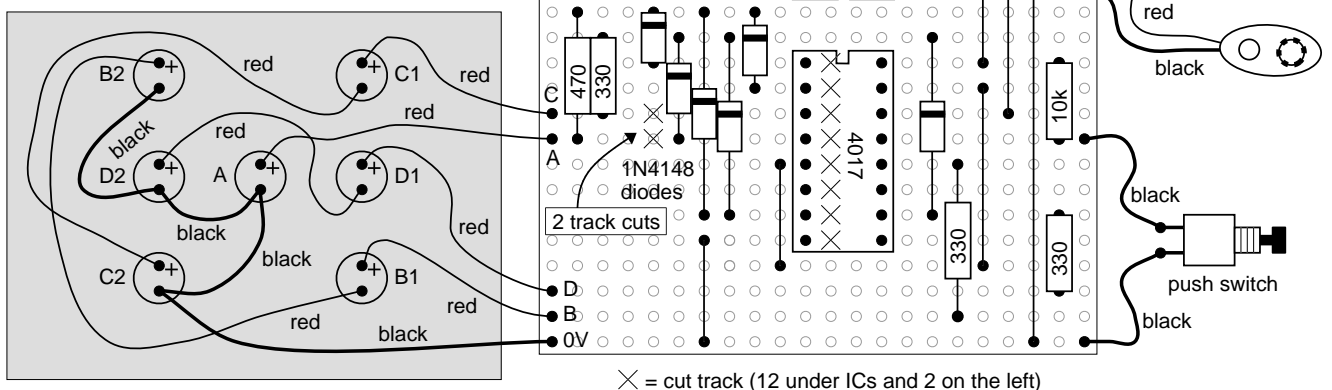 B2
+
red
+
C1
red
red
C
A
470
330
black
red
D2
+
A
+
+
D1
black
black
red
C2
+
+
B1
red
red
black
D
B
0V
1N4148
diodes
2 track cuts
4017
330
10k
330
red
black
black
push switch
black
= cut track (12 under ICs and 2 on the left)